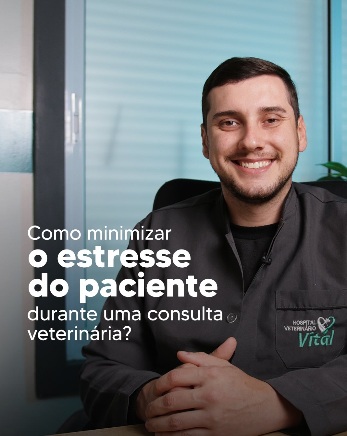 Como minimizar
o estresse
do paciente
durante uma consulta
veterinária?
HOSPITAL
VETERINÁRIO
Vital